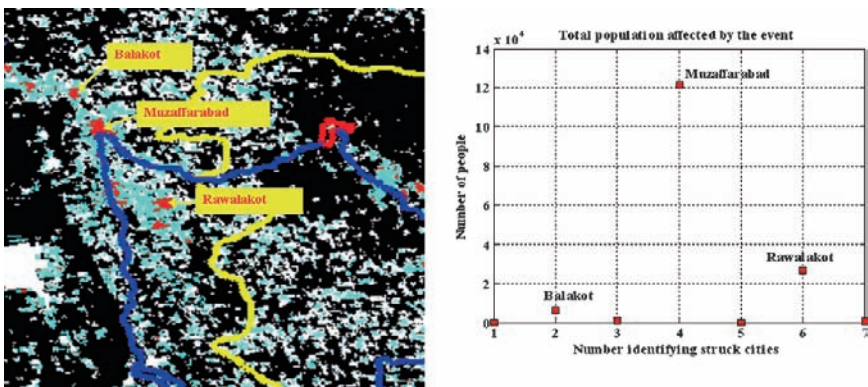 Balakot
Muzaffarabad
Rawalakot
Total population affected by the event
x 10⁴
14
12
10
8
6
4
2
0
Number of people
Muzaffarabad
Rawalakot
Balakot
1 2 3 4 5 6 7
Number identifying struck cities